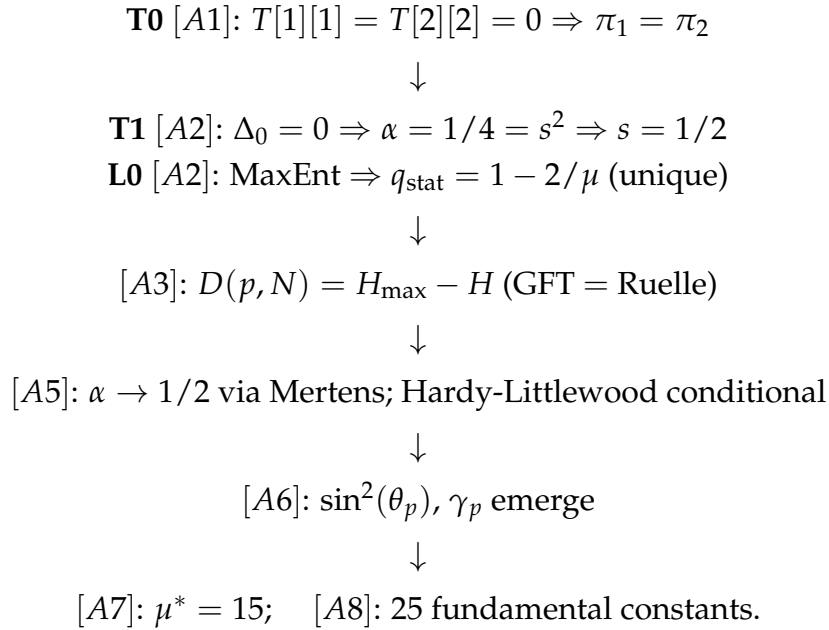 T0 [A1]: T[1][1] = T[2][2] = 0 ⇒ π₁ = π₂
↓
T1 [A2]: Δ₀ = 0 ⇒ α = 1/4 = s² ⇒ s = 1/2
L0 [A2]: MaxEnt ⇒ q_stat = 1 − 2/μ (unique)
↓
[A3]: D(p, N) = H_max − H (GFT = Ruelle)
↓
[A5]: α → 1/2 via Mertens; Hardy-Littlewood conditional
↓
[A6]: sin²(θₚ), γₚ emerge
↓
[A7]: μ* = 15; [A8]: 25 fundamental constants.